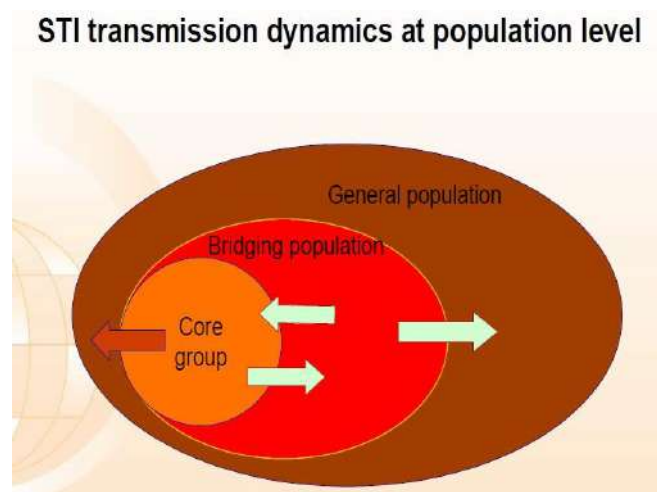 STI transmission dynamics at population level
General population
Bridging population
Core
group